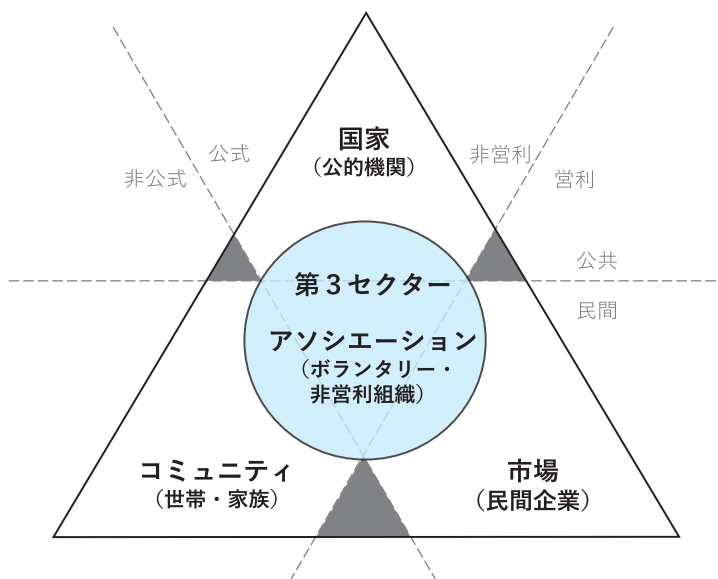 国家
（公的機関）
公式
非公式
非営利
営利
公共
民間
第３セクター
アソシエーション
（ボランタリー・
非営利組織）
コミュニティ
（世帯・家族）
市場
（民間企業）